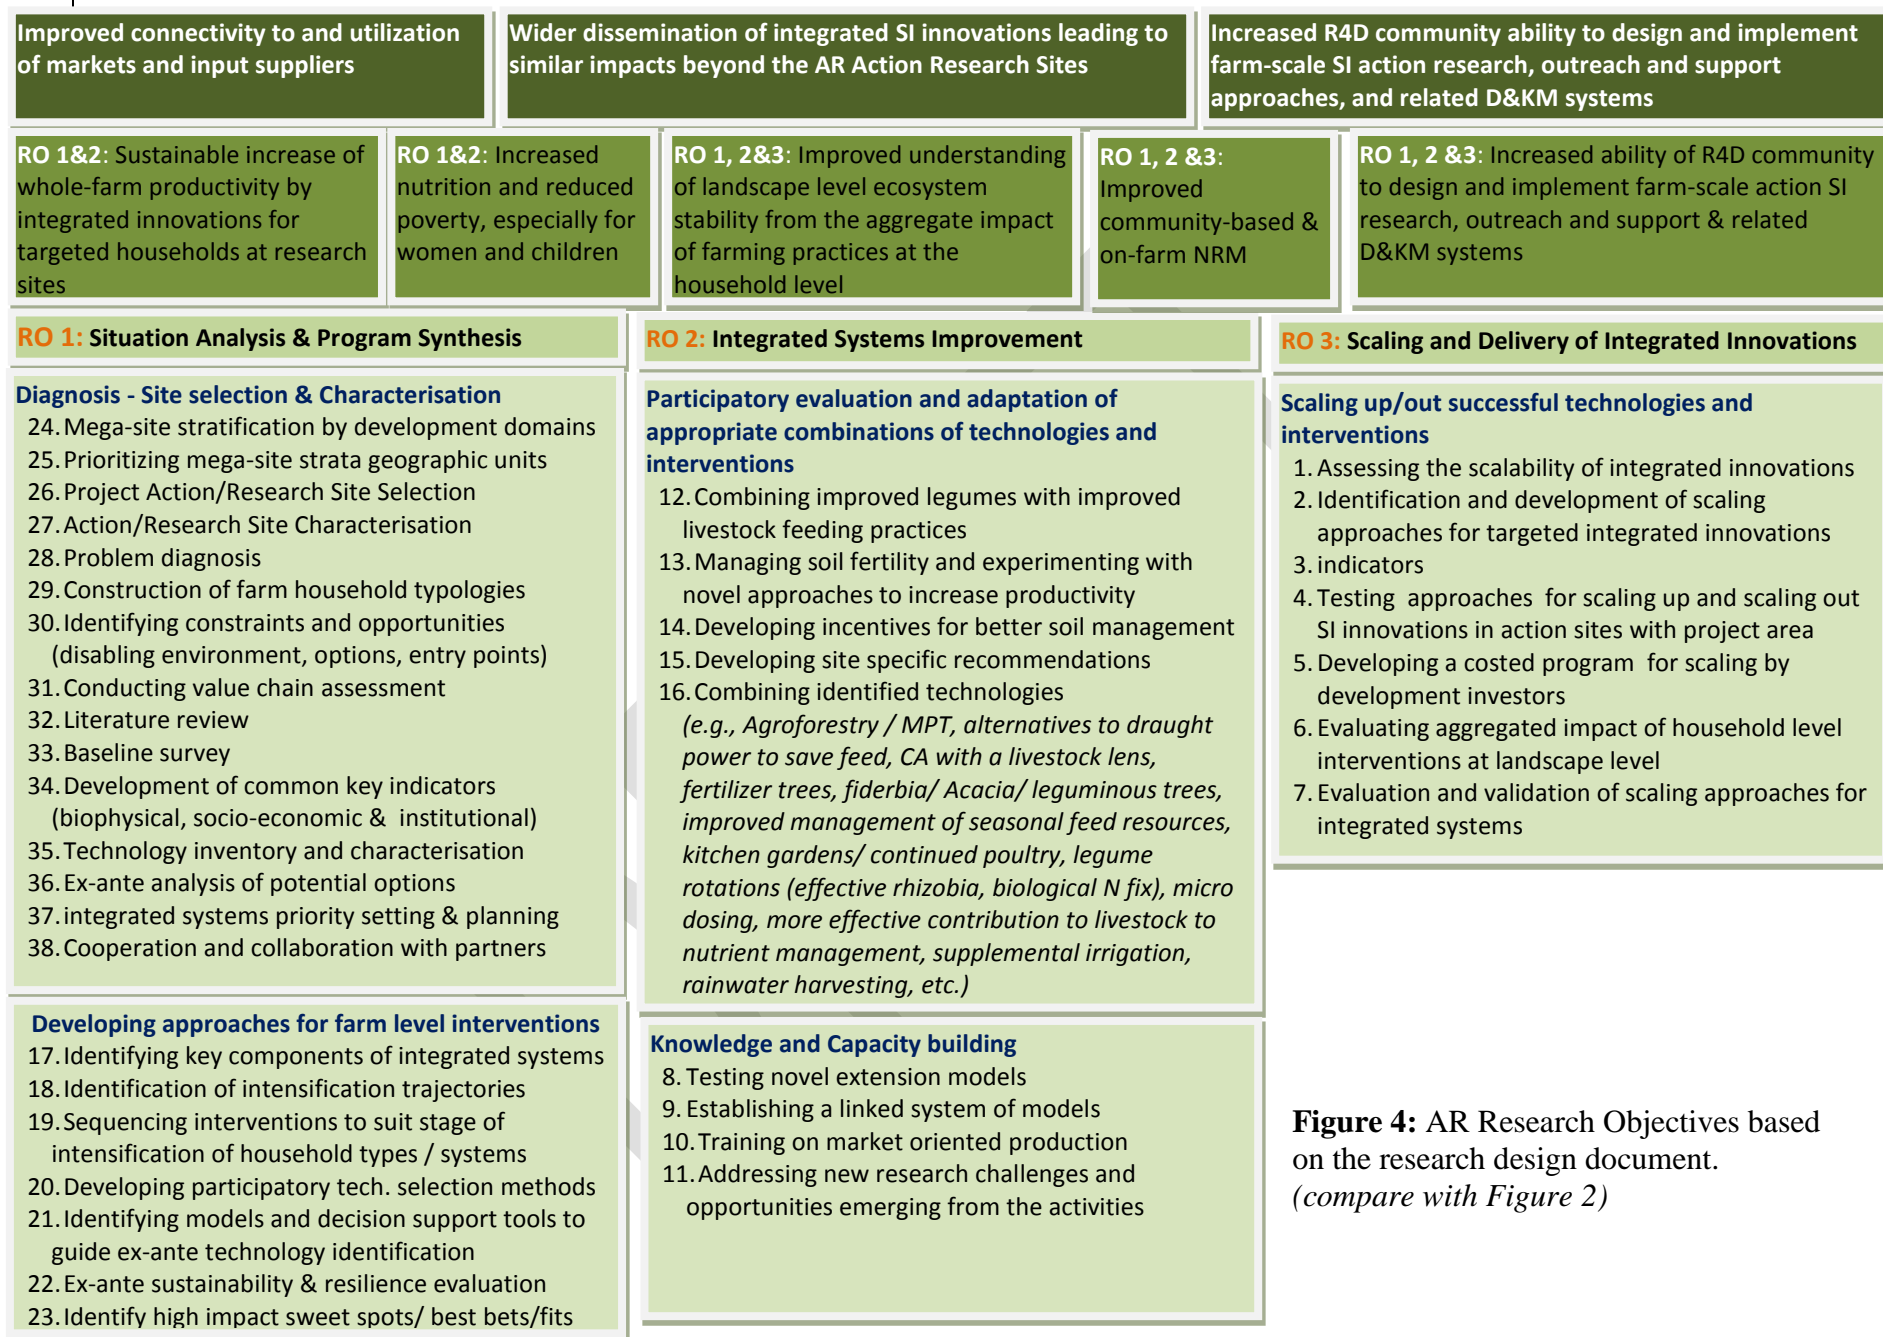 Improved connectivity to and utilization
of markets and input suppliers
Wider dissemination of integrated SI innovations leading to
similar impacts beyond the AR Action Research Sites
Increased R4D community ability to design and implement
farm-scale SI action research, outreach and support
approaches, and related D&KM systems
RO 1&2: Sustainable increase of
whole-farm productivity by
integrated innovations for
targeted households at research
sites
RO 1&2: Increased
nutrition and reduced
poverty, especially for
women and children
RO 1, 2&3: Improved understanding
of landscape level ecosystem
stability from the aggregate impact
of farming practices at the
household level
RO 1, 2 &3:
Improved
community-based &
on-farm NRM
RO 1, 2 &3: Increased ability of R4D community
to design and implement farm-scale action SI
research, outreach and support & related
D&KM systems
RO 1: Situation Analysis & Program Synthesis
Diagnosis - Site selection & Characterisation
24. Mega-site stratification by development domains
25. Prioritizing mega-site strata geographic units
26. Project Action/Research Site Selection
27. Action/Research Site Characterisation
28. Problem diagnosis
29. Construction of farm household typologies
30. Identifying constraints and opportunities
(disabling environment, options, entry points)
31. Conducting value chain assessment
32. Literature review
33. Baseline survey
34. Development of common key indicators
(biophysical, socio-economic & institutional)
35. Technology inventory and characterisation
36. Ex-ante analysis of potential options
37. integrated systems priority setting & planning
38. Cooperation and collaboration with partners
Developing approaches for farm level interventions
17. Identifying key components of integrated systems
18. Identification of intensification trajectories
19. Sequencing interventions to suit stage of
intensification of household types / systems
20. Developing participatory tech. selection methods
21. Identifying models and decision support tools to
guide ex-ante technology identification
22. Ex-ante sustainability & resilience evaluation
23. Identify high impact sweet spots/ best bets/fits
RO 2: Integrated Systems Improvement
Participatory evaluation and adaptation of
appropriate combinations of technologies and
interventions
12. Combining improved legumes with improved
livestock feeding practices
13. Managing soil fertility and experimenting with
novel approaches to increase productivity
14. Developing incentives for better soil management
15. Developing site specific recommendations
16. Combining identified technologies
(e.g., Agroforestry / MPT, alternatives to draught
power to save feed, CA with a livestock lens,
fertilizer trees, fiderbia/ Acacia/ leguminous trees,
improved management of seasonal feed resources,
kitchen gardens/ continued poultry, legume
rotations (effective rhizobia, biological N fix), micro
dosing, more effective contribution to livestock to
nutrient management, supplemental irrigation,
rainwater harvesting, etc.)
Knowledge and Capacity building
8. Testing novel extension models
9. Establishing a linked system of models
10. Training on market oriented production
11. Addressing new research challenges and
opportunities emerging from the activities
RO 3: Scaling and Delivery of Integrated Innovations
Scaling up/out successful technologies and
interventions
1. Assessing the scalability of integrated innovations
2. Identification and development of scaling
approaches for targeted integrated innovations
3. indicators
4. Testing approaches for scaling up and scaling out
SI innovations in action sites with project area
5. Developing a costed program for scaling by
development investors
6. Evaluating aggregated impact of household level
interventions at landscape level
7. Evaluation and validation of scaling approaches for
integrated systems
Figure 4: AR Research Objectives based
on the research design document.
(compare with Figure 2)